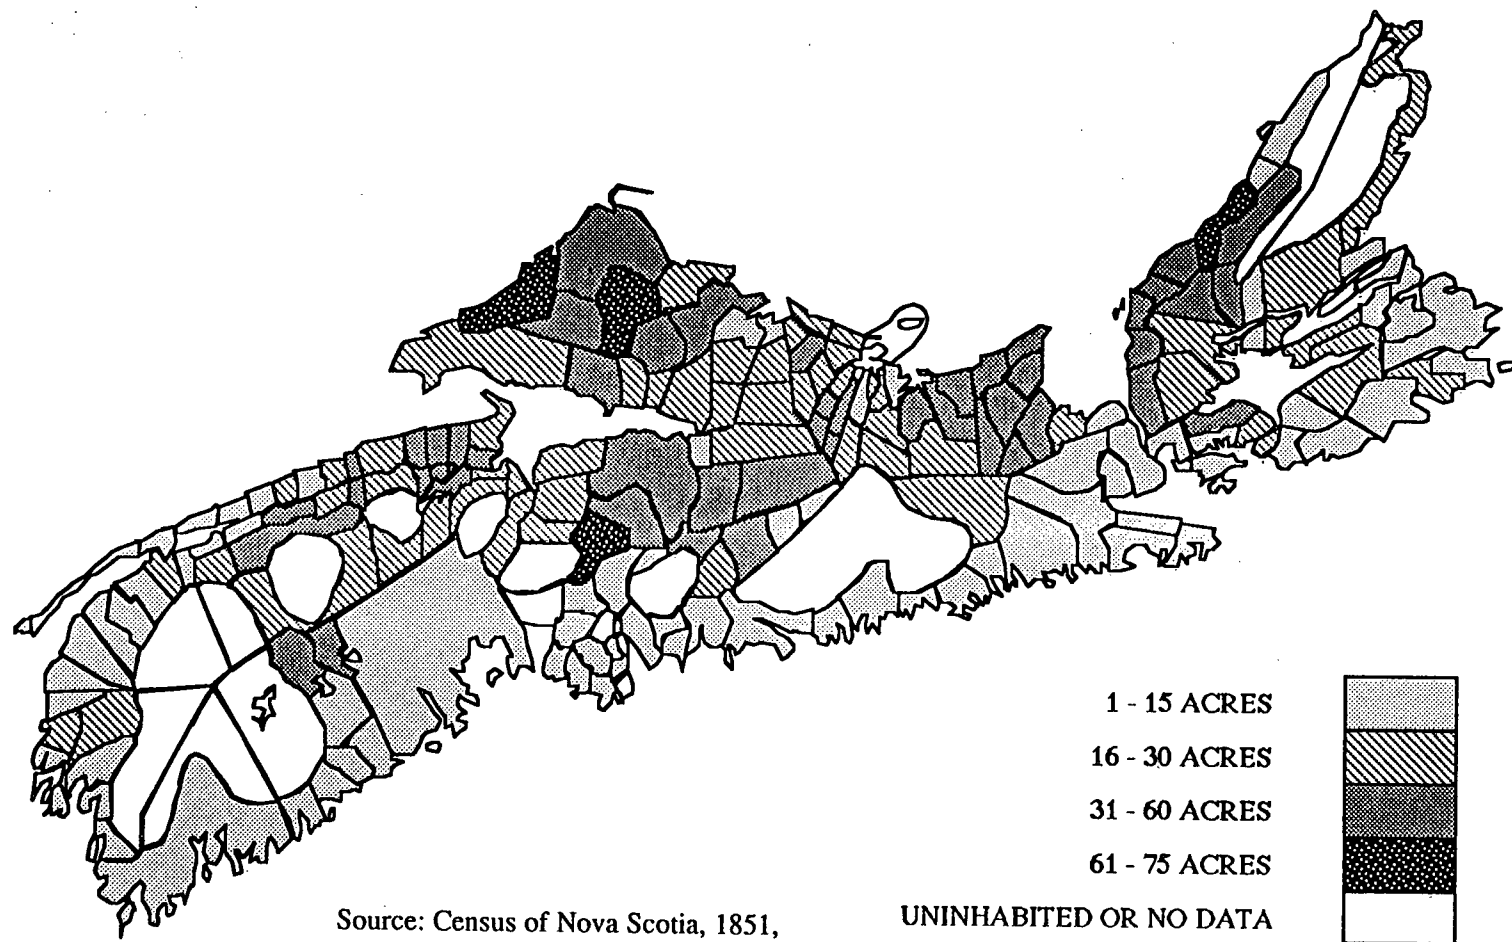 1 - 15 ACRES
16 - 30 ACRES
31 - 60 ACRES
61 - 75 ACRES
UNINHABITED OR NO DATA
Source: Census of Nova Scotia, 1851,